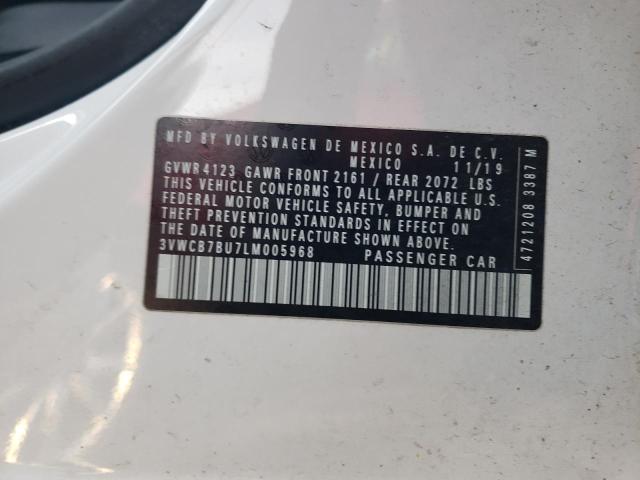 MFD BY VOLKSWAGEN DE MEXICO S.A. DE C.V.
MEXICO 11/19
GVWR 4123 GAWR FRONT 2161 / REAR 2072 LBS
THIS VEHICLE CONFORMS TO ALL APPLICABLE U.S.
FEDERAL MOTOR VEHICLE SAFETY, BUMPER AND
THEFT PREVENTION STANDARDS IN EFFECT ON
THE DATE OF MANUFACTURE SHOWN ABOVE.
3VWCB7BU7LM005968 PASSENGER CAR
4721208 3387 M